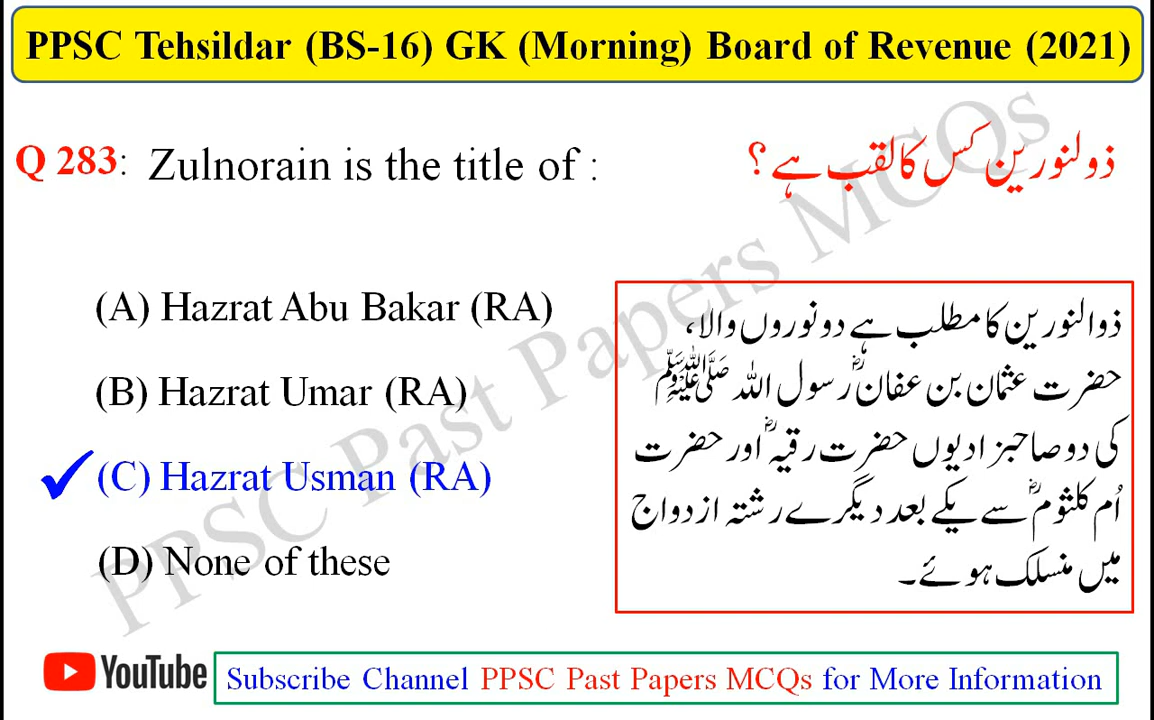 PPSC Tehsildar (BS-16) GK (Morning) Board of Revenue (2021)
Q 283: Zulnorain is the title of :
ذولنورین کس کا لقب ہے ؟
(A) Hazrat Abu Bakar (RA)
(B) Hazrat Umar (RA)
(C) Hazrat Usman (RA)
(D) None of these
ذوالنورین کا مطلب ہے دو نوروں والا،
حضرت عثمان بن عفانؓ رسول اللہ ﷺ
کی دو صاحبزادیوں حضرت رقیہؓ اور حضرت
اُم کلثومؓ سے یکے بعد دیگرے رشتہ ازدواج
میں منسلک ہوئے۔
PPSC Past Papers MCQs
YouTube
Subscribe Channel PPSC Past Papers MCQs for More Information